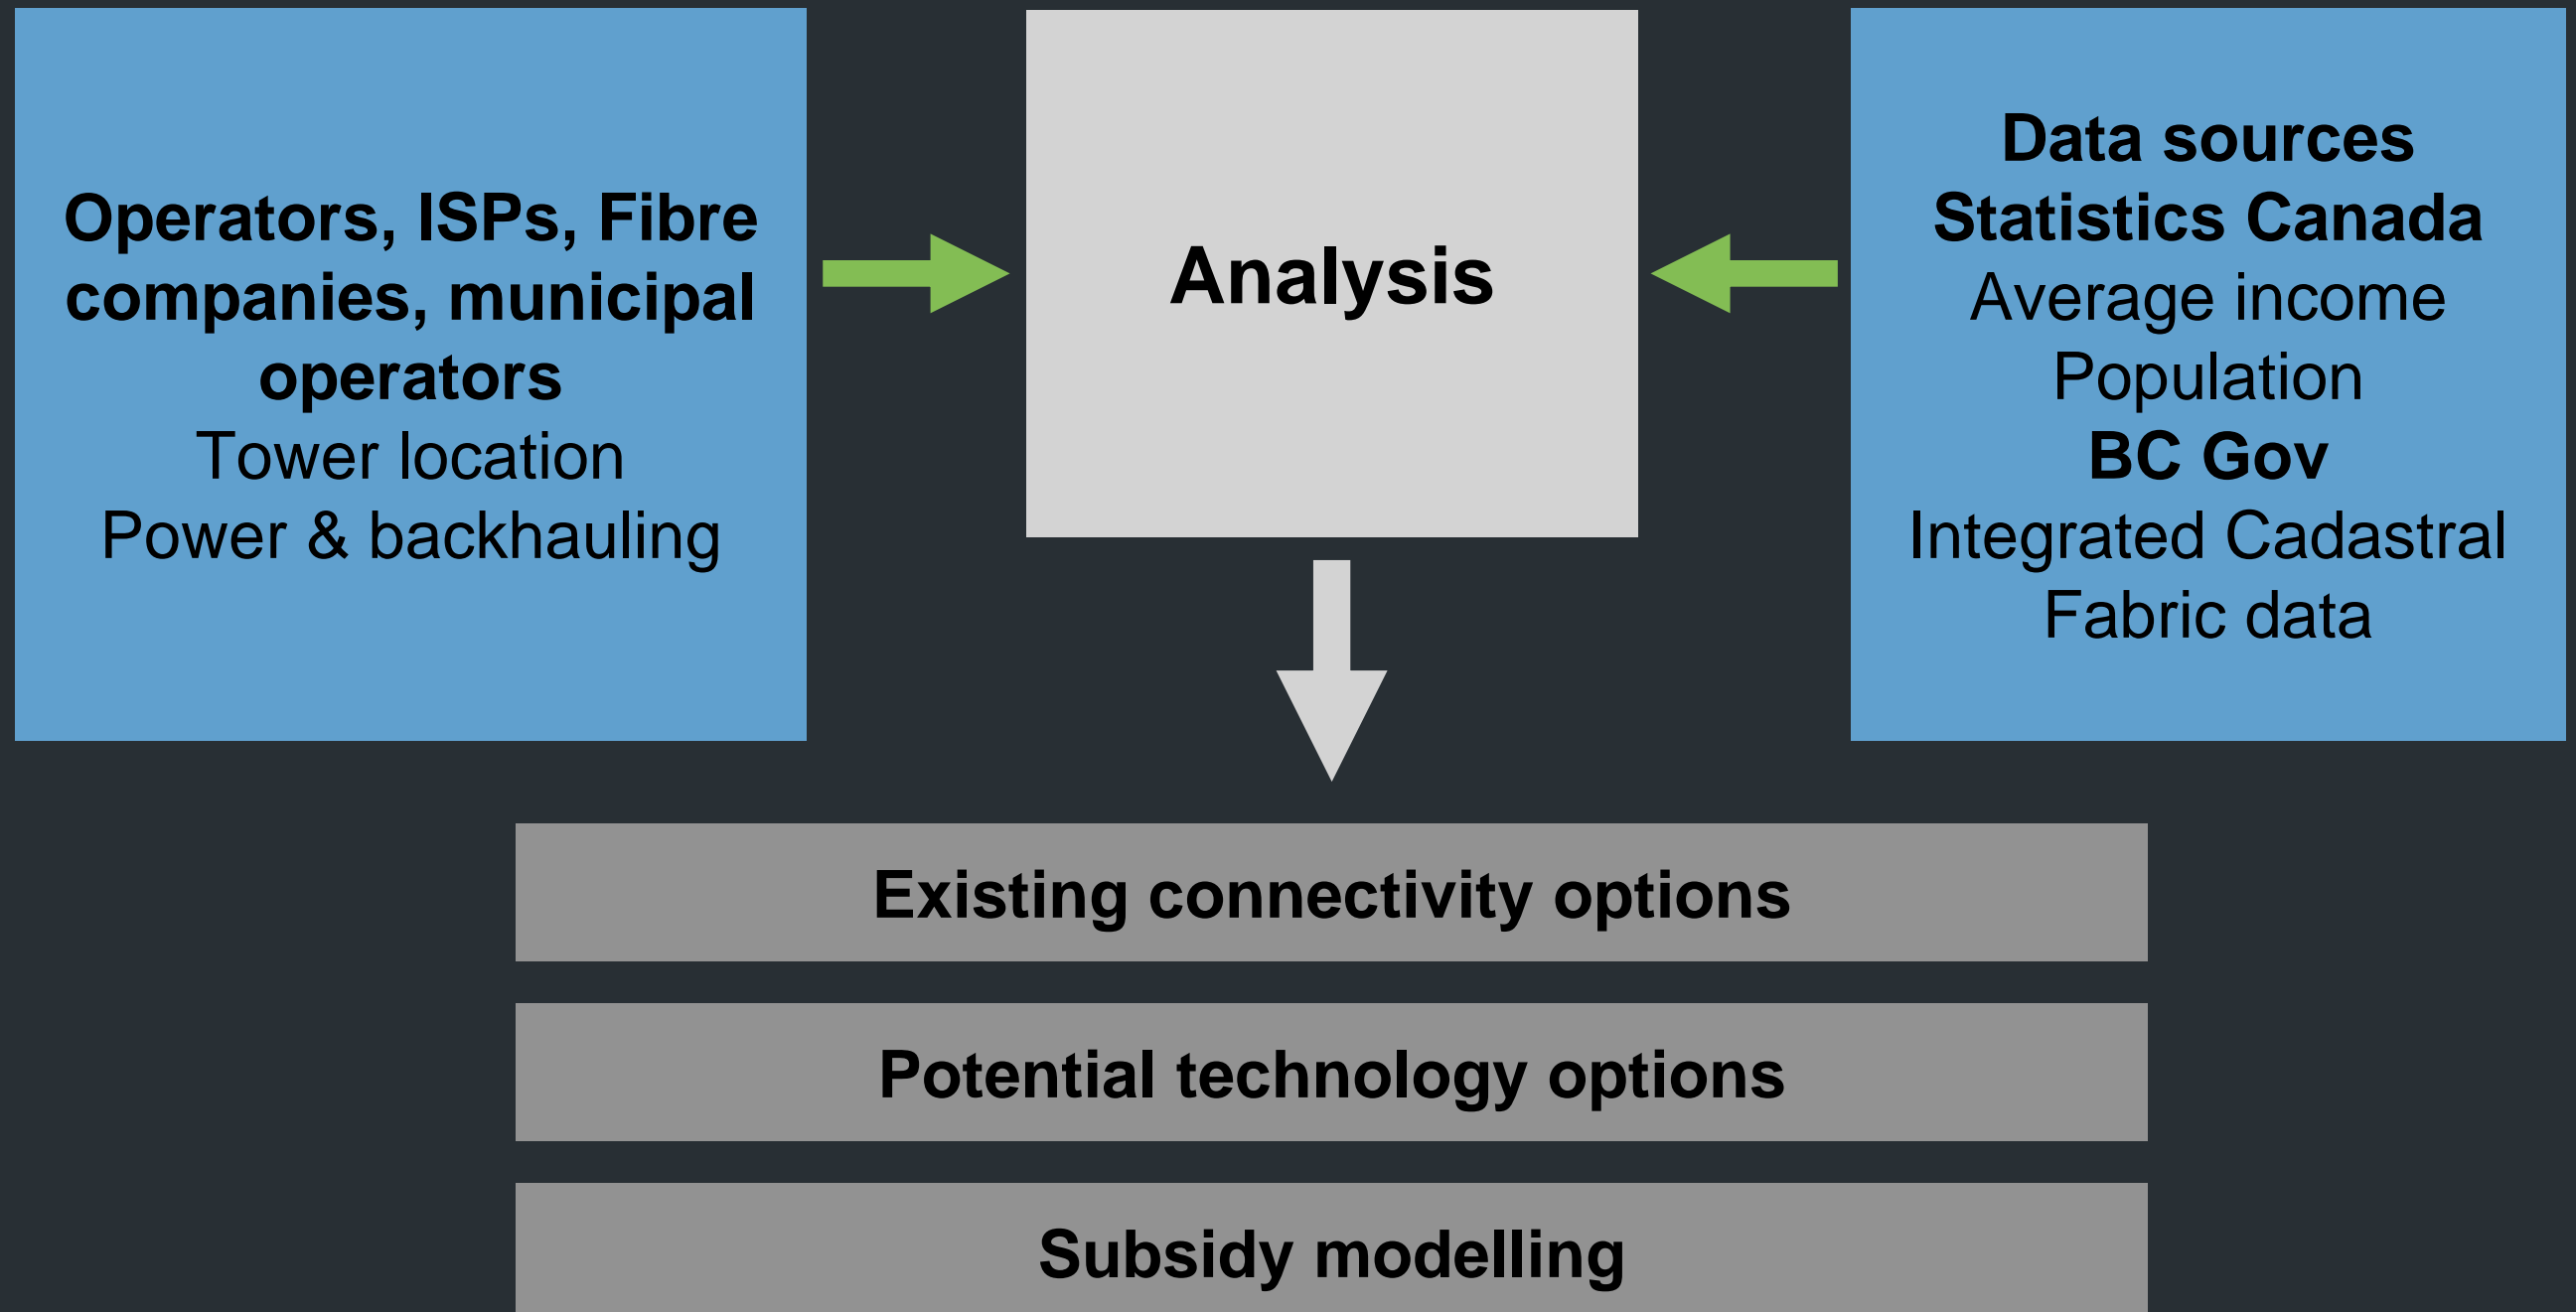 Operators, ISPs, Fibre
companies, municipal
operators
Tower location
Power & backhauling
Analysis
Data sources
Statistics Canada
Average income
Population
BC Gov
Integrated Cadastral
Fabric data
Existing connectivity options
Potential technology options
Subsidy modelling